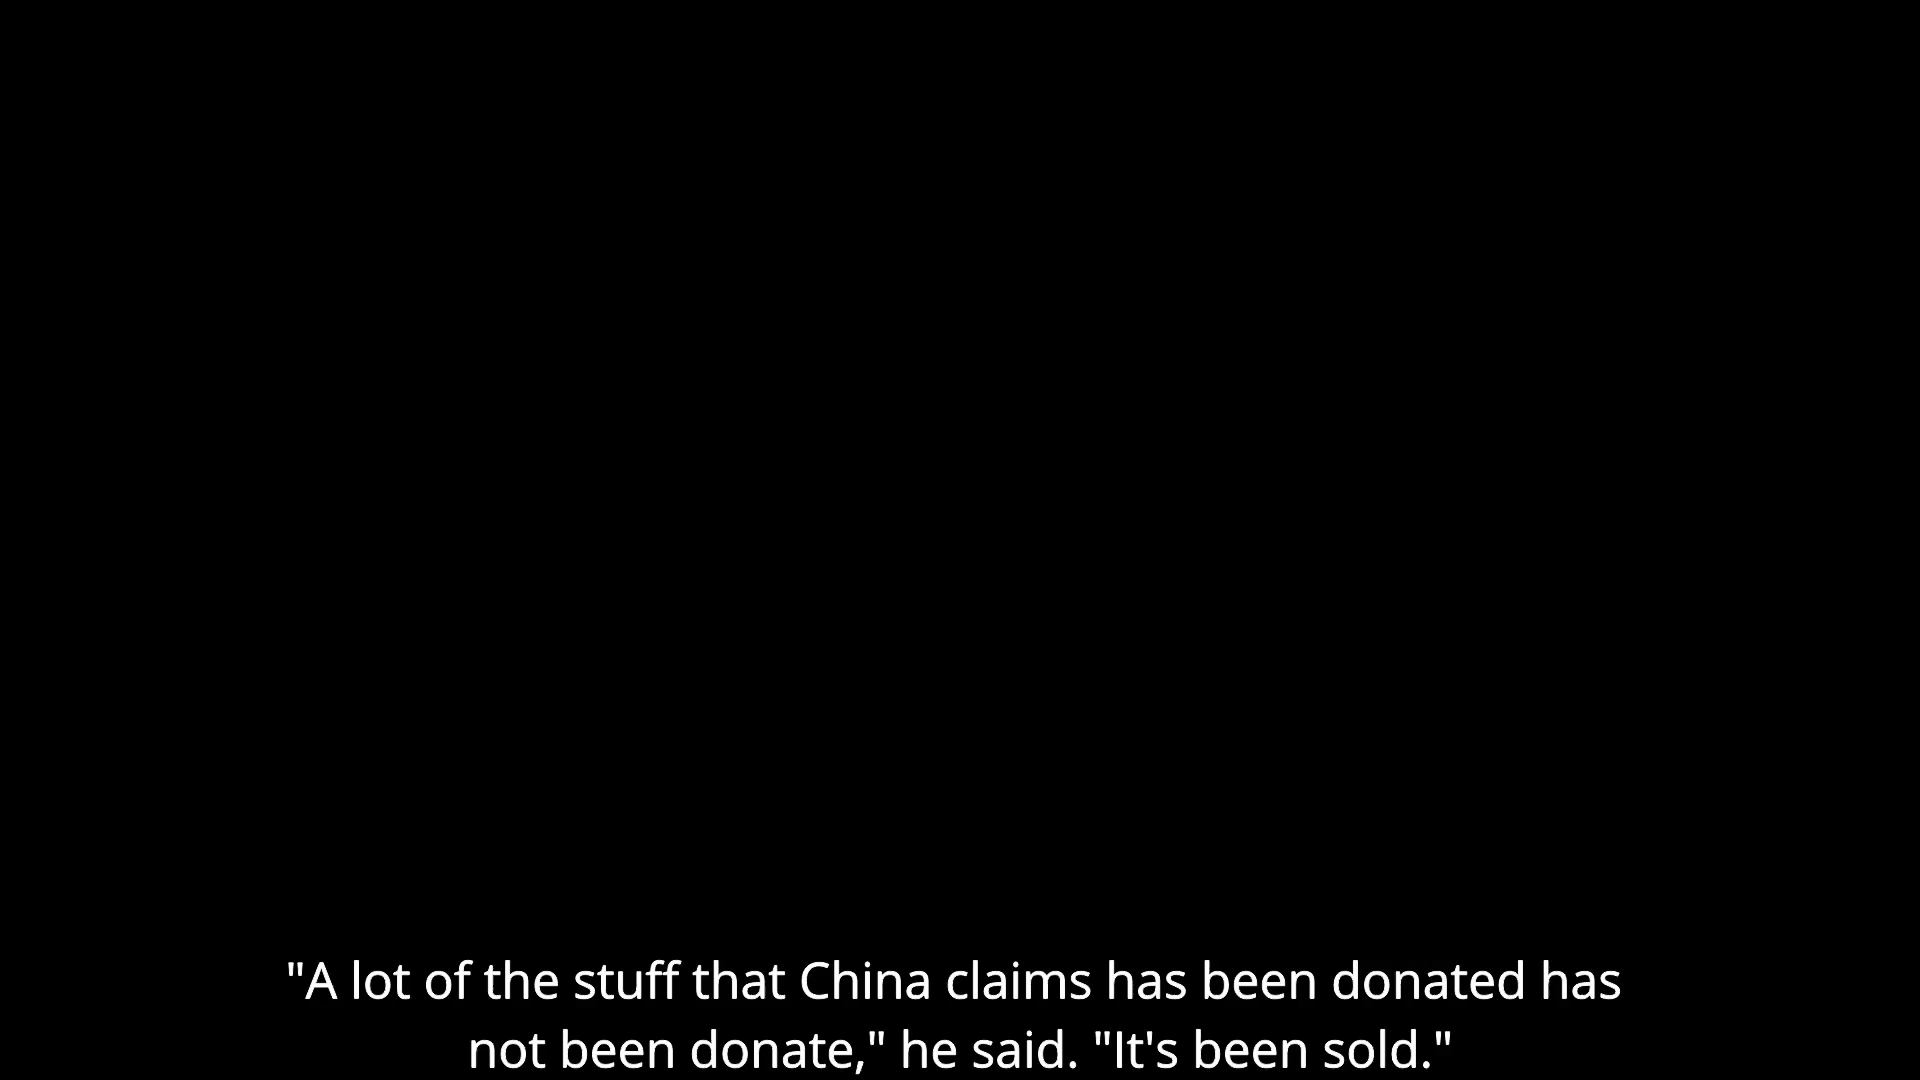 "A lot of the stuff that China claims has been donated has
not been donate," he said. "It's been sold."